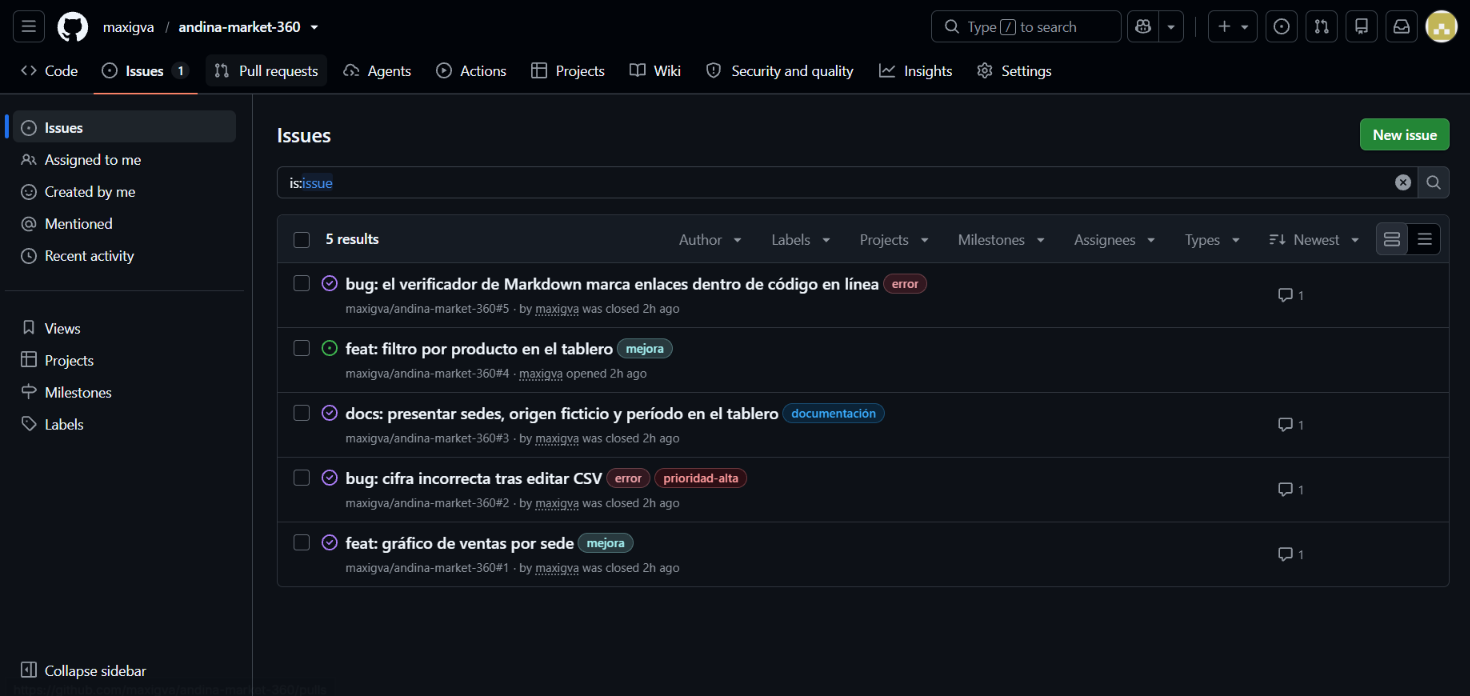 maxigva / andina-market-360
Type / to search
Code
Issues 1
Pull requests
Agents
Actions
Projects
Wiki
Security and quality
Insights
Settings
Issues
Assigned to me
Created by me
Mentioned
Recent activity
Views
Projects
Milestones
Labels
Collapse sidebar
Issues
New issue
is:issue
5 results
Author
Labels
Projects
Milestones
Assignees
Types
Newest
bug: el verificador de Markdown marca enlaces dentro de código en línea error
maxigva/andina-market-360#5 · by maxigva was closed 2h ago
1
feat: filtro por producto en el tablero mejora
maxigva/andina-market-360#4 · maxigva opened 2h ago
docs: presentar sedes, origen ficticio y período en el tablero documentación
maxigva/andina-market-360#3 · by maxigva was closed 2h ago
1
bug: cifra incorrecta tras editar CSV error prioridad-alta
maxigva/andina-market-360#2 · by maxigva was closed 2h ago
1
feat: gráfico de ventas por sede mejora
maxigva/andina-market-360#1 · by maxigva was closed 2h ago
1